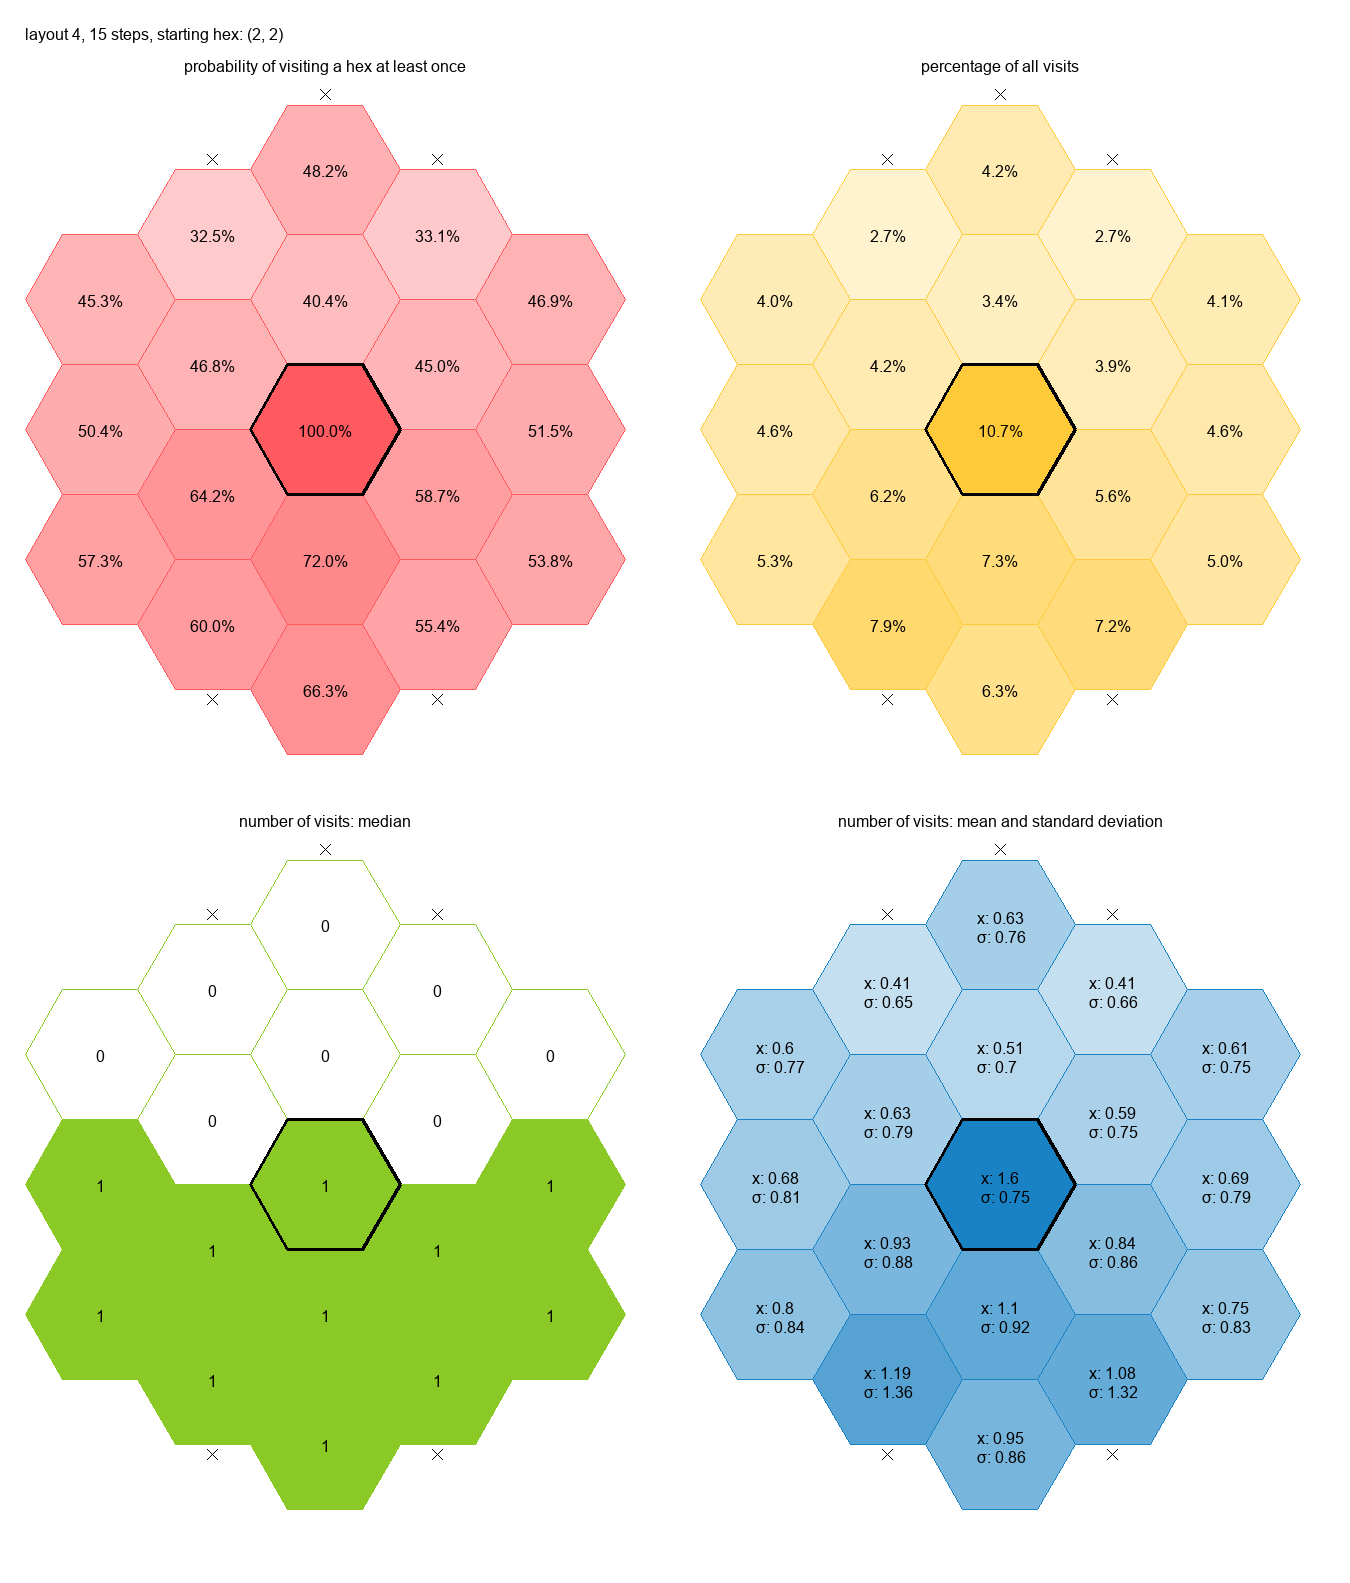 layout 4, 15 steps, starting hex: (2, 2)
probability of visiting a hex at least once
48.2%
32.5%
33.1%
45.3%
40.4%
46.9%
46.8%
45.0%
50.4%
100.0%
51.5%
64.2%
58.7%
57.3%
72.0%
53.8%
60.0%
55.4%
66.3%
percentage of all visits
4.2%
2.7%
2.7%
4.0%
3.4%
4.1%
4.2%
3.9%
4.6%
10.7%
4.6%
6.2%
5.6%
5.3%
7.3%
5.0%
7.9%
7.2%
6.3%
number of visits: median
0
0
0
0
0
0
0
0
1
1
1
1
1
1
1
1
1
1
1
number of visits: mean and standard deviation
x: 0.63
σ: 0.76
x: 0.41
σ: 0.65
x: 0.41
σ: 0.66
x: 0.6
σ: 0.77
x: 0.51
σ: 0.7
x: 0.61
σ: 0.75
x: 0.63
σ: 0.79
x: 0.59
σ: 0.75
x: 0.68
σ: 0.81
x: 1.6
σ: 0.75
x: 0.69
σ: 0.79
x: 0.93
σ: 0.88
x: 0.84
σ: 0.86
x: 0.8
σ: 0.84
x: 1.1
σ: 0.92
x: 0.75
σ: 0.83
x: 1.19
σ: 1.36
x: 1.08
σ: 1.32
x: 0.95
σ: 0.86